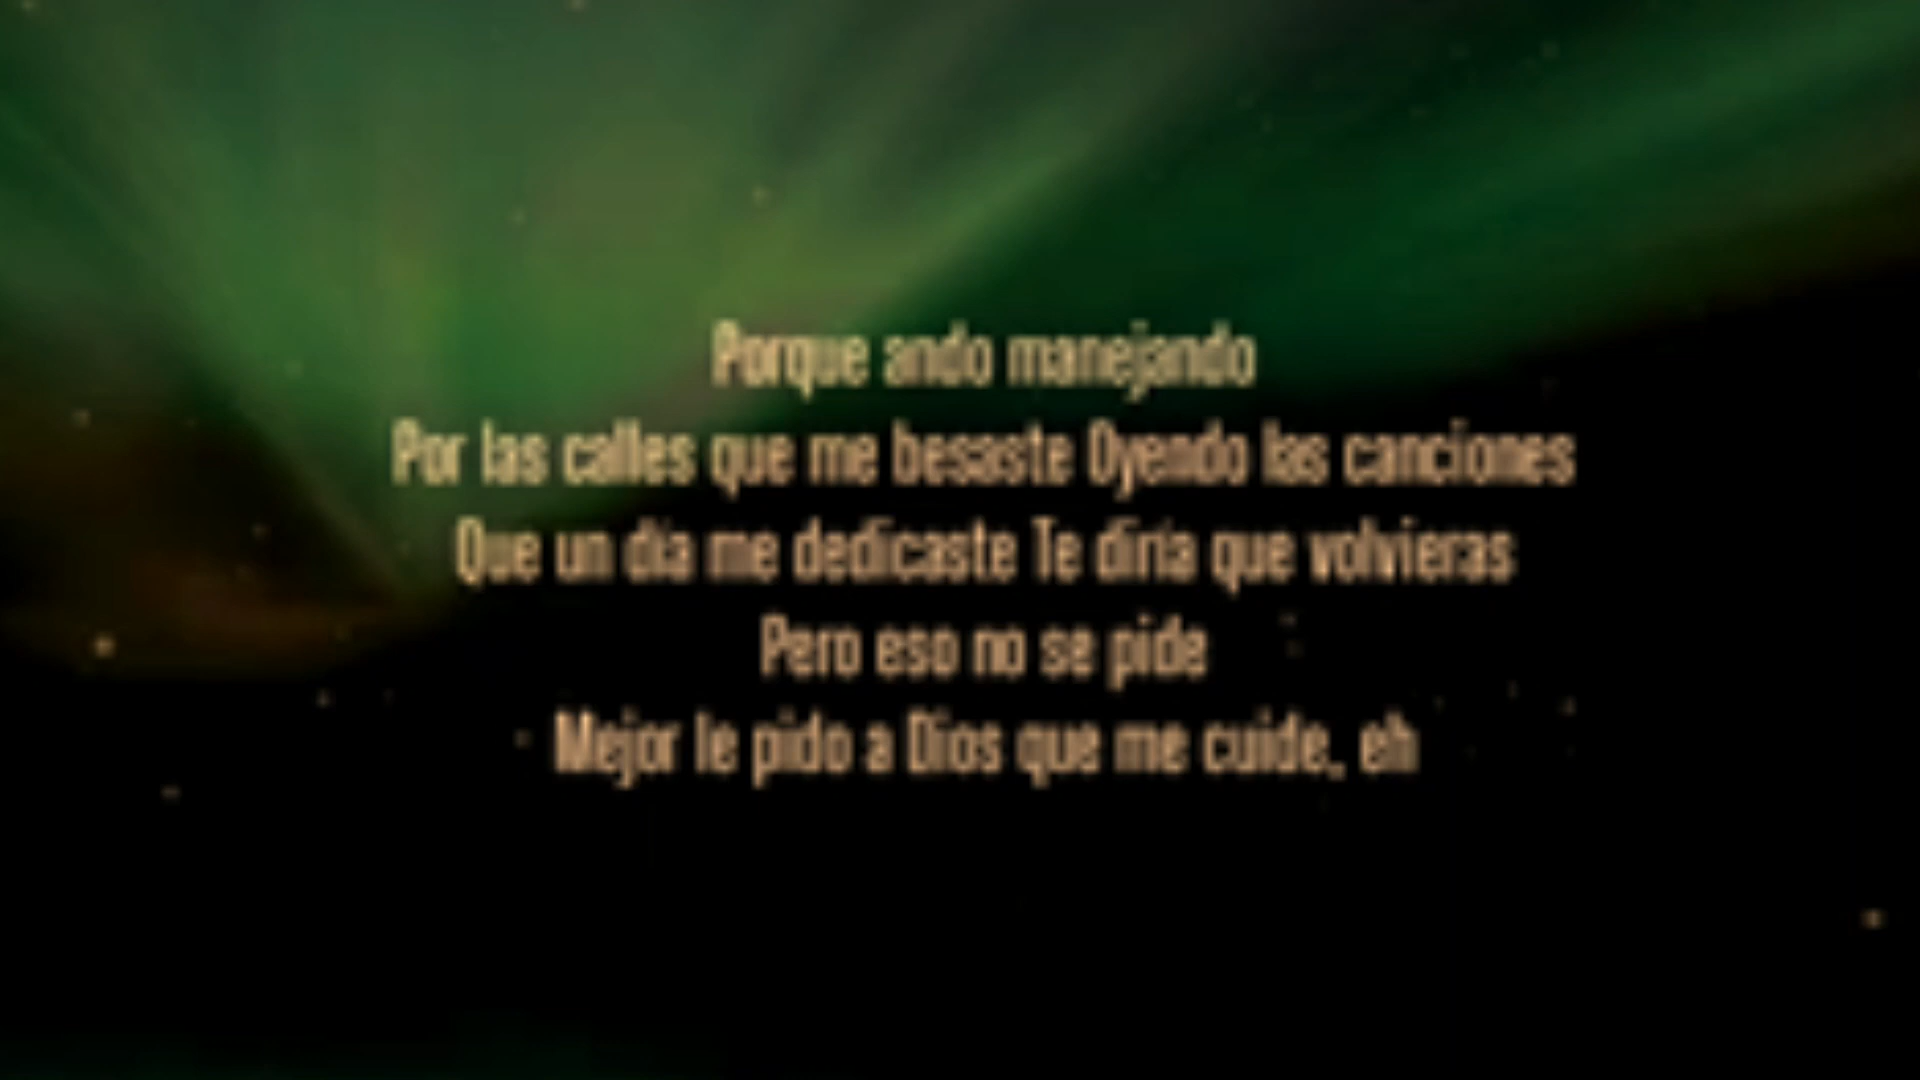 Porque ando manejando
Por las calles que me besaste Oyendo las canciones
Que un día me dedicaste Te diría que volvieras
Pero eso no se pide
Mejor le pido a Dios que me cuide, eh